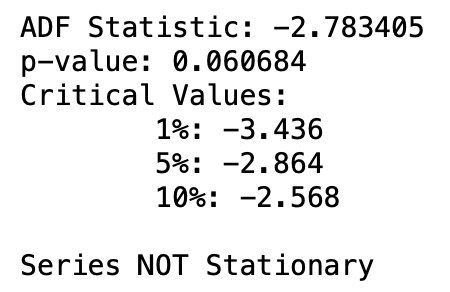 ADF Statistic: -2.783405
p-value: 0.060684
Critical Values:
1%: -3.436
5%: -2.864
10%: -2.568
Series NOT Stationary